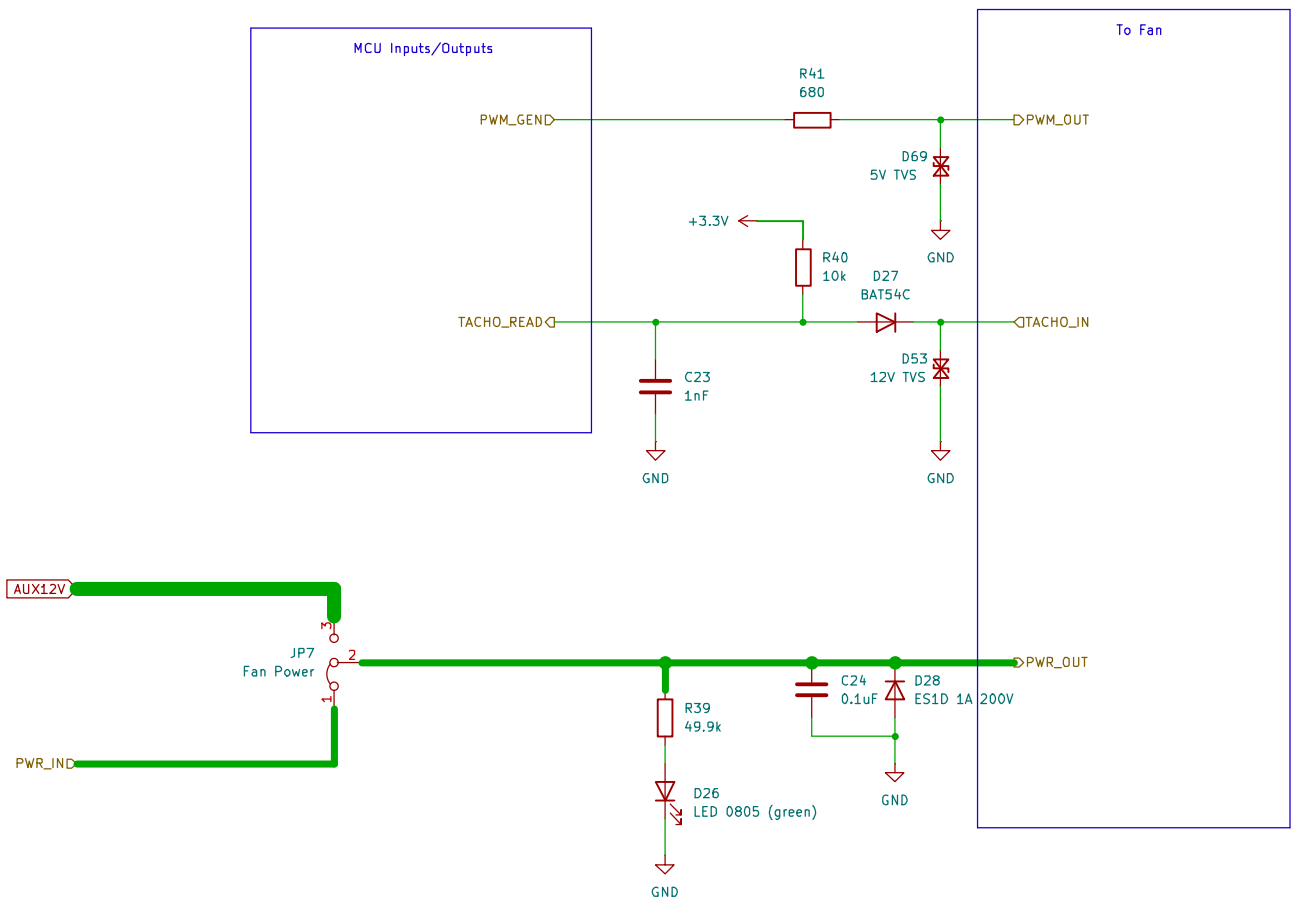 To Fan
MCU Inputs/Outputs
R41
680
PWM_GEN
PWM_OUT
D69
5V TVS
+3.3V
GND
R40
10k
D27
BAT54C
TACHO_READ
TACHO_IN
D53
12V TVS
C23
1nF
GND
GND
AUX12V
3
JP7
Fan Power
2
1
PWR_OUT
C24
0.1uF
D28
ES1D 1A 200V
R39
49.9k
PWR_IN
D26
LED 0805 (green)
GND
GND